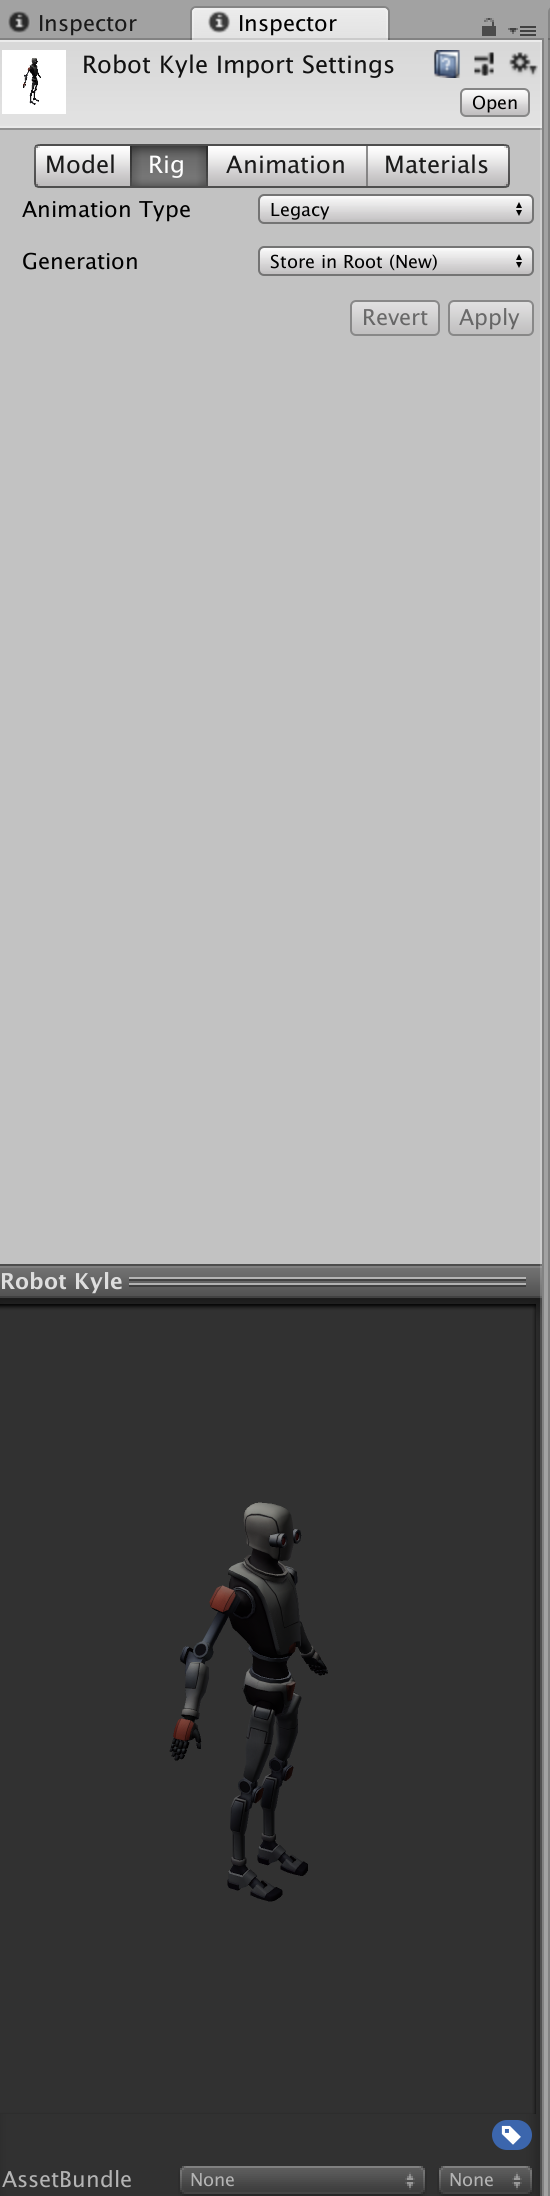 Inspector Inspector
Robot Kyle Import Settings
Open
Model Rig Animation Materials
Animation Type Legacy
Generation Store in Root (New)
Revert Apply
Robot Kyle
AssetBundle None None